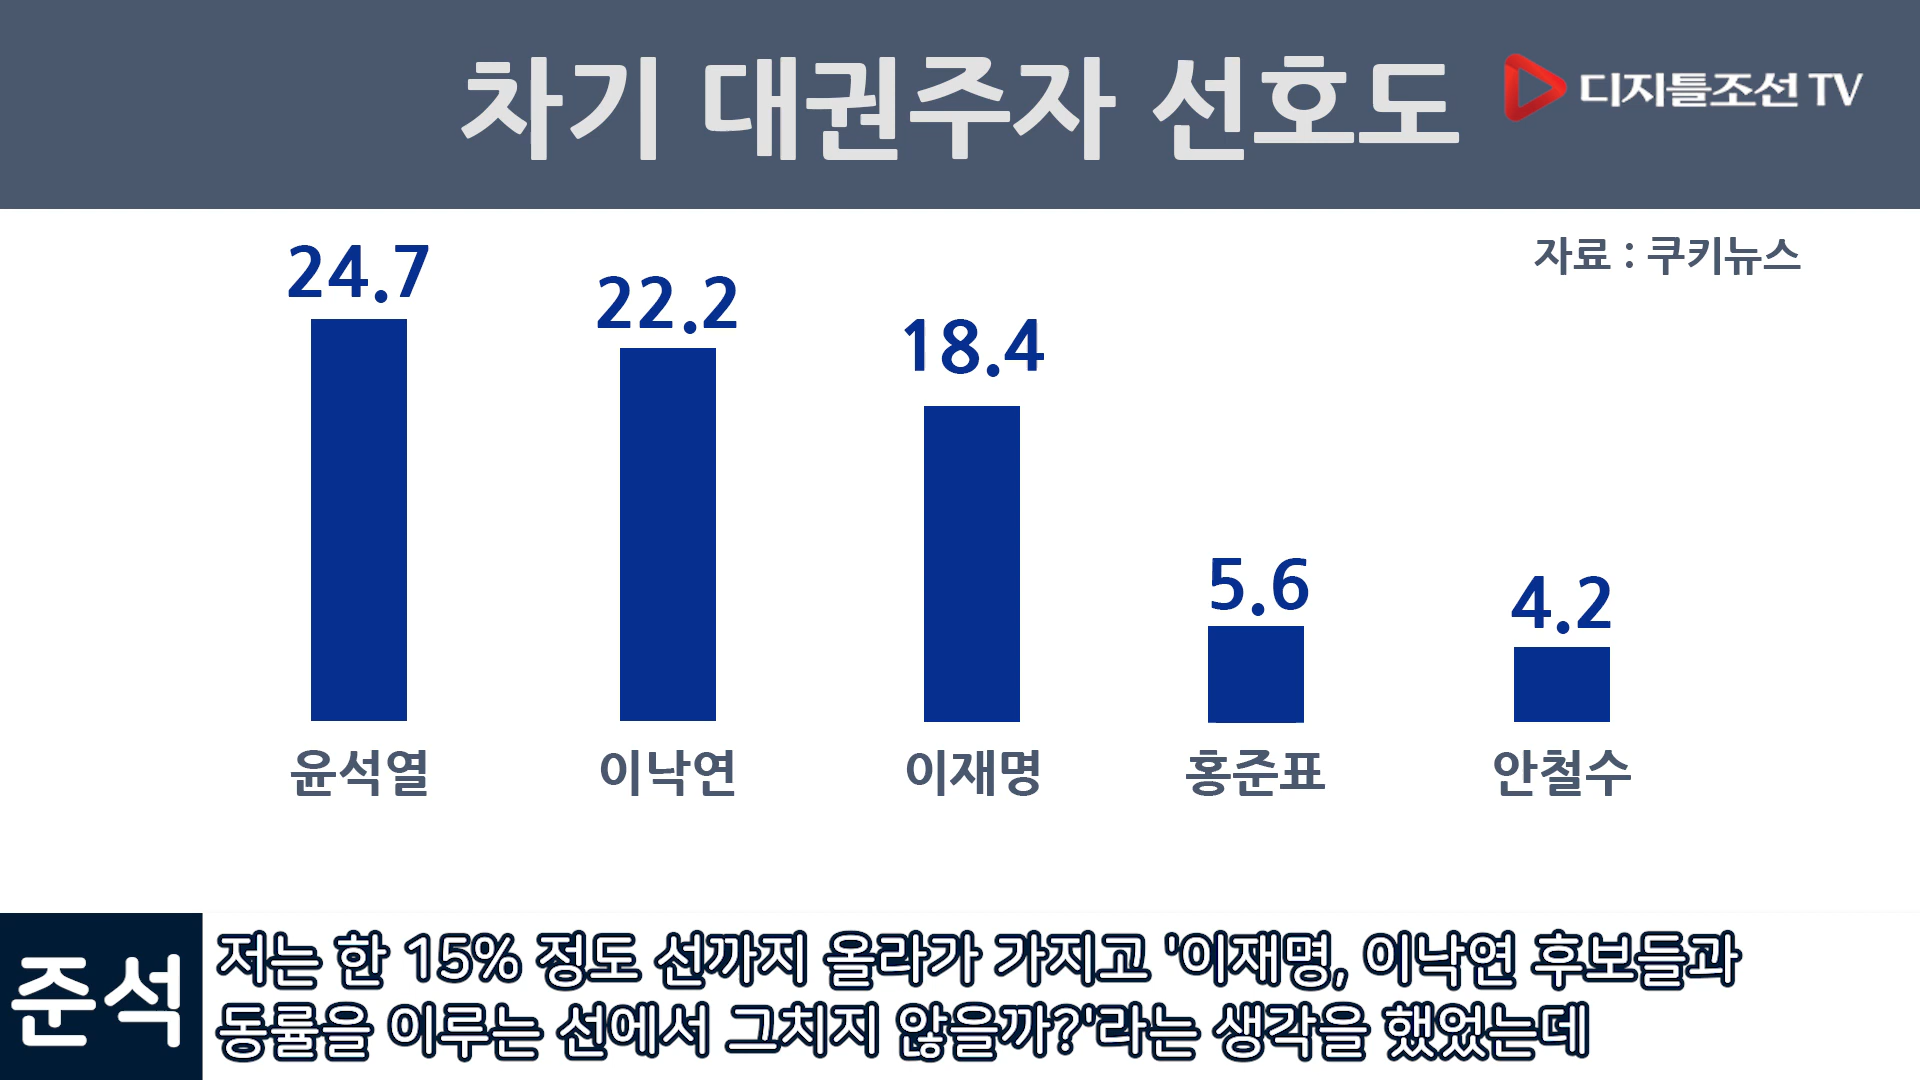 차기 대권주자 선호도
디지틀조선 TV
자료 : 쿠키뉴스
24.7
22.2
18.4
5.6
4.2
윤석열
이낙연
이재명
홍준표
안철수
준석
저는 한 15% 정도 선까지 올라가 가지고 '이재명, 이낙연 후보들과
동률을 이루는 선에서 그치지 않을까?'라는 생각을 했었는데